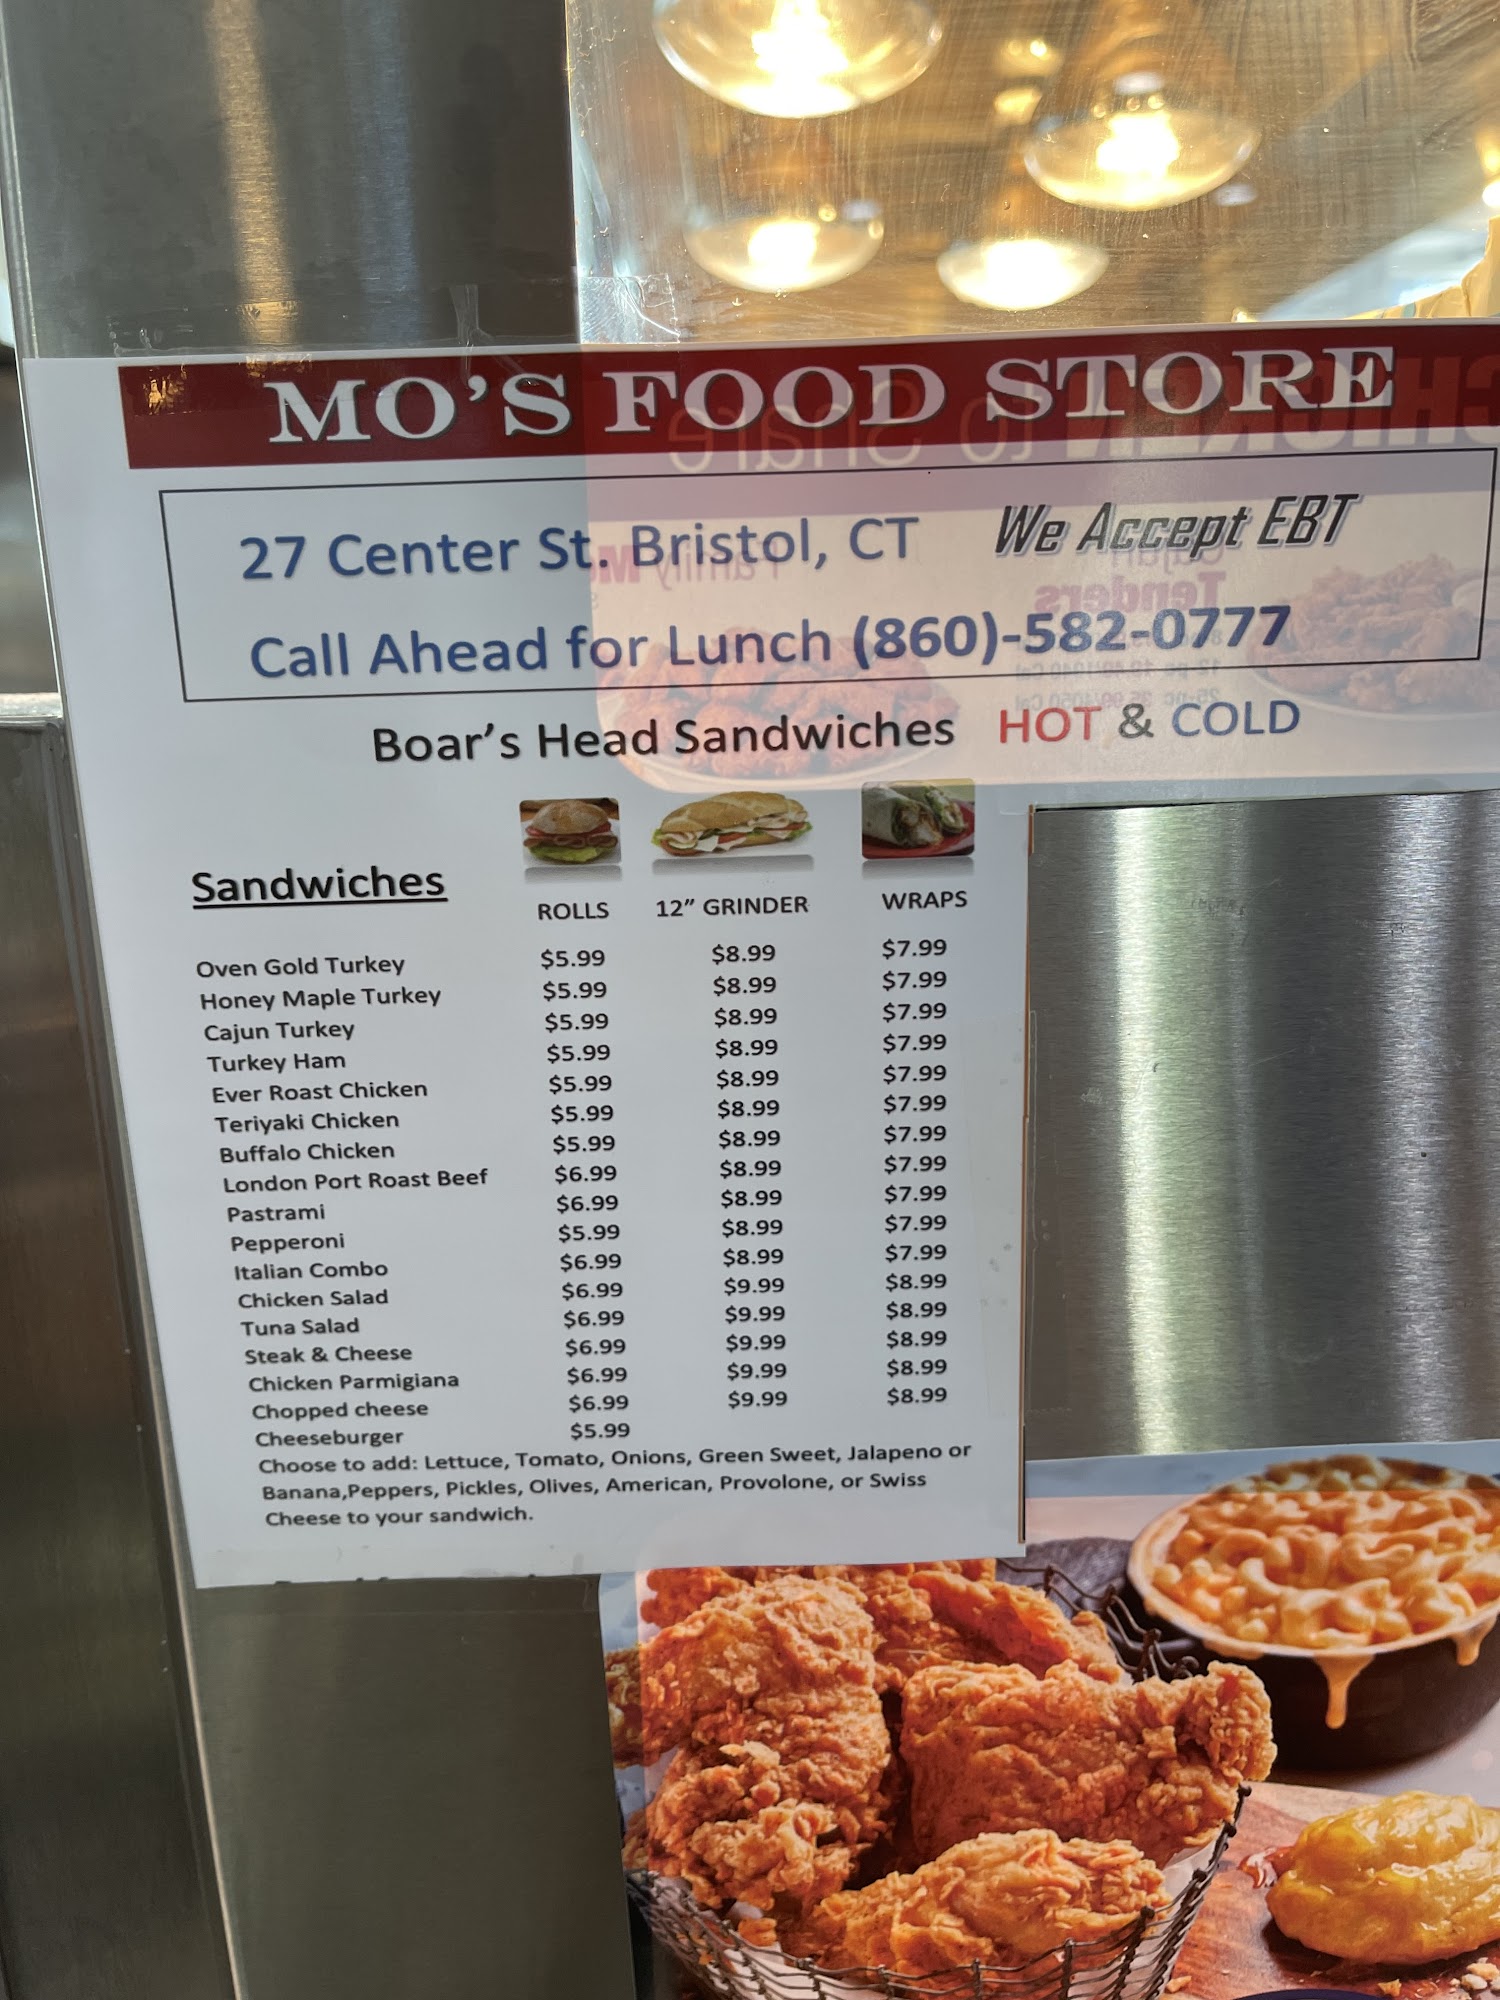 MO'S FOOD STORE
27 Center St. Bristol, CT We Accept EBT
Call Ahead for Lunch (860)-582-0777
Boar's Head Sandwiches HOT & COLD
Sandwiches ROLLS 12" GRINDER WRAPS
Oven Gold Turkey $5.99 $8.99 $7.99
Honey Maple Turkey $5.99 $8.99 $7.99
Cajun Turkey $5.99 $8.99 $7.99
Turkey Ham $5.99 $8.99 $7.99
Ever Roast Chicken $5.99 $8.99 $7.99
Teriyaki Chicken $5.99 $8.99 $7.99
Buffalo Chicken $5.99 $8.99 $7.99
London Port Roast Beef $6.99 $8.99 $7.99
Pastrami $6.99 $8.99 $7.99
Pepperoni $5.99 $8.99 $7.99
Italian Combo $6.99 $8.99 $7.99
Chicken Salad $6.99 $9.99 $8.99
Tuna Salad $6.99 $9.99 $8.99
Steak & Cheese $6.99 $9.99 $8.99
Chicken Parmigiana $6.99 $9.99 $8.99
Chopped cheese $6.99 $9.99 $8.99
Cheeseburger $5.99
Choose to add: Lettuce, Tomato, Onions, Green Sweet, Jalapeno or
Banana,Peppers, Pickles, Olives, American, Provolone, or Swiss
Cheese to your sandwich.